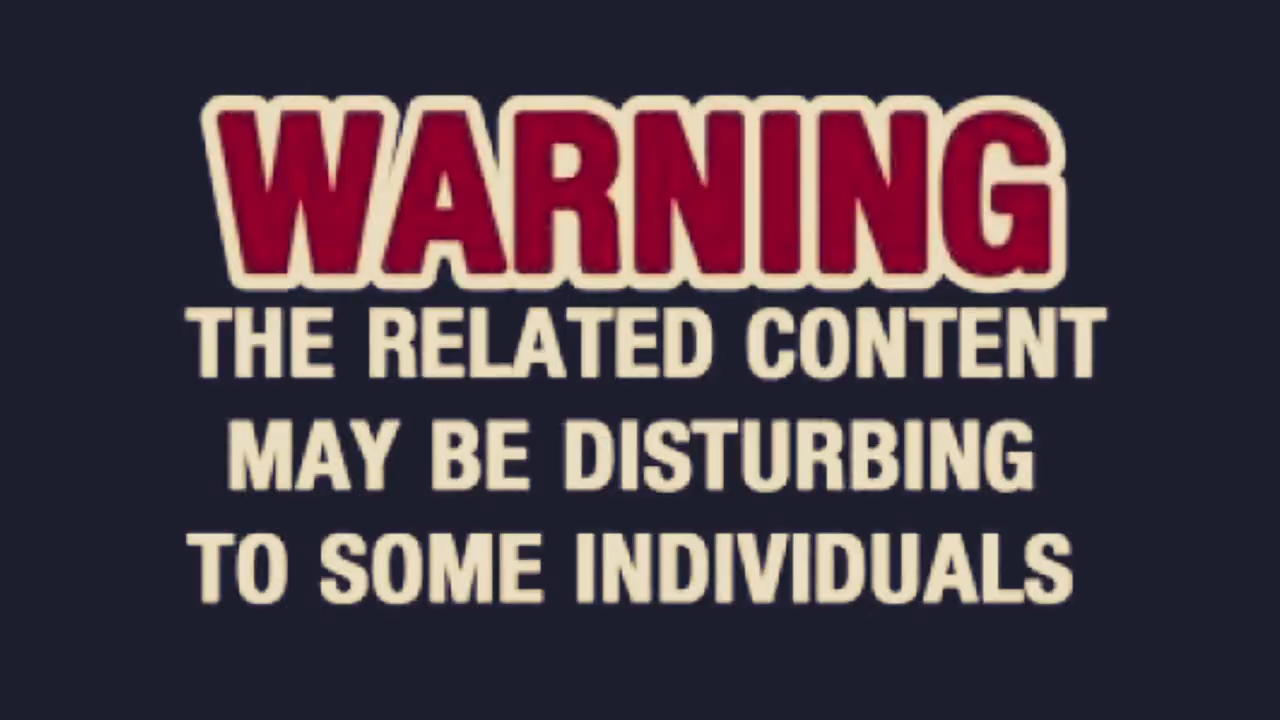 WARNING
THE RELATED CONTENT
MAY BE DISTURBING
TO SOME INDIVIDUALS